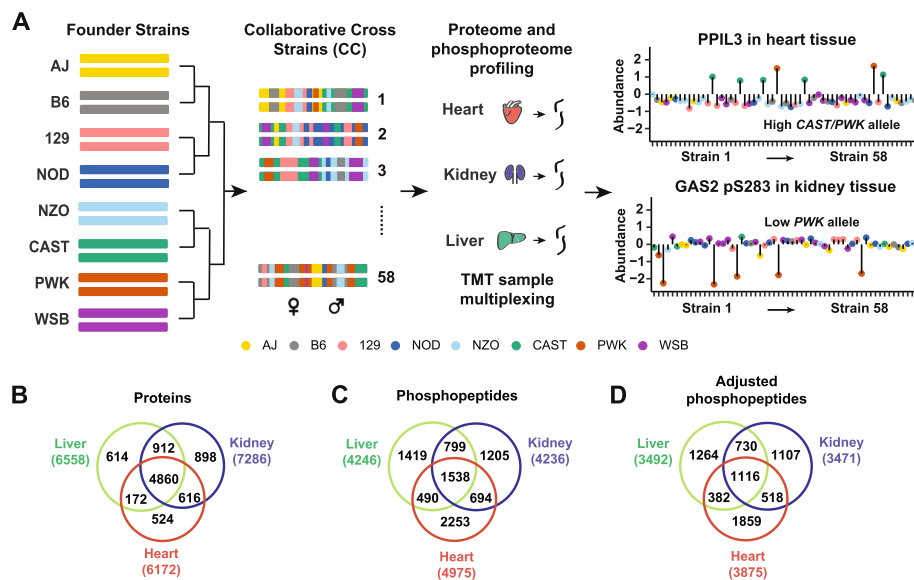 A
Founder Strains
AJ
B6
129
NOD
NZO
CAST
PWK
WSB
Collaborative Cross
Strains (CC)
1
2
3
58
♀ ♂
Proteome and
phosphoproteome
profiling
Heart
Kidney
Liver
TMT sample
multiplexing
PPIL3 in heart tissue
Abundance
2
1
0
−1
−2
High CAST/PWK allele
Strain 1 Strain 58
GAS2 pS283 in kidney tissue
Abundance
2
1
0
−1
−2
Low PWK allele
Strain 1 Strain 58
AJ B6 129 NOD NZO CAST PWK WSB
B
Proteins
Liver
(6558)
Kidney
(7286)
614
912
898
4860
172
616
524
Heart
(6172)
C
Phosphopeptides
Liver
(4246)
Kidney
(4236)
1419
799
1205
1538
490
694
2253
Heart
(4975)
D
Adjusted
phosphopeptides
Liver
(3492)
Kidney
(3471)
1264
730
1107
1116
382
518
1859
Heart
(3875)